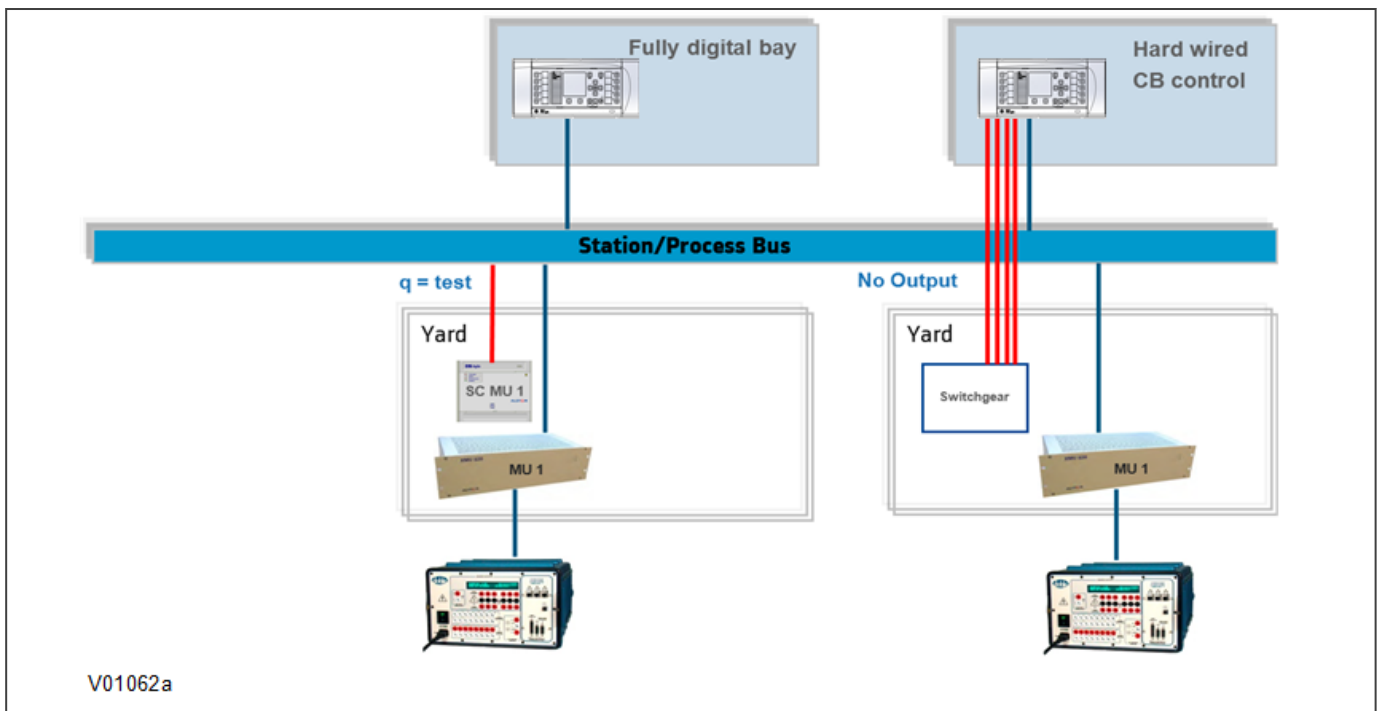 Fully digital bay
Hard wired
CB control
Station/Process Bus
q = test
No Output
Yard
Yard
SC MU 1
Switchgear
MU 1
MU 1
V01062a